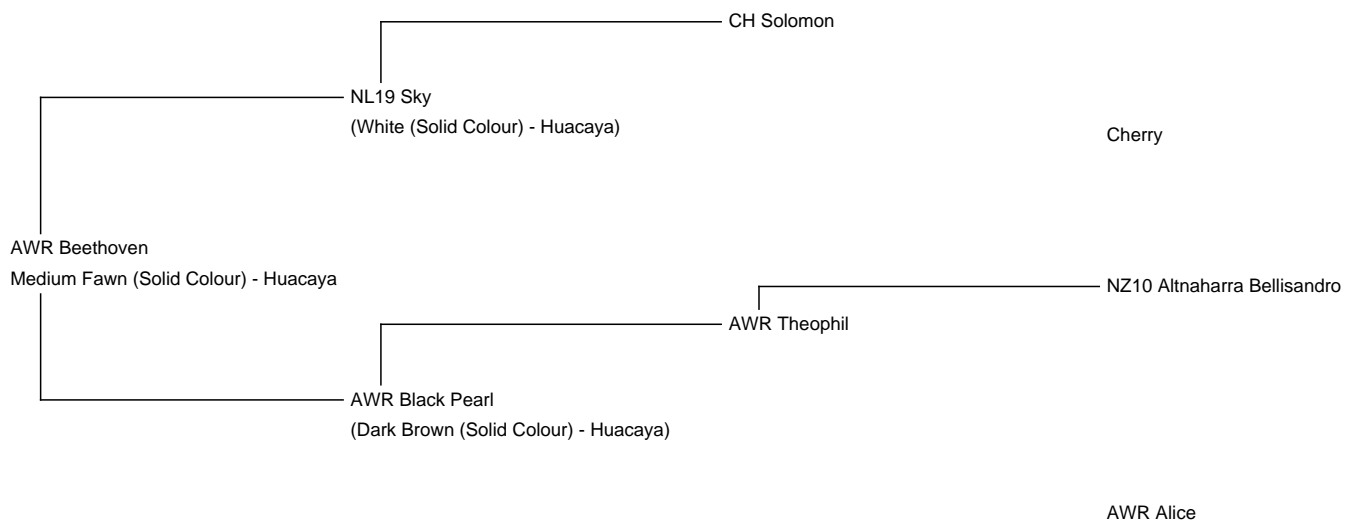 CH Solomon
NL19 Sky
(White (Solid Colour) - Huacaya)
Cherry
AWR Beethoven
Medium Fawn (Solid Colour) - Huacaya
NZ10 Altnaharra Bellisandro
AWR Theophil
AWR Black Pearl
(Dark Brown (Solid Colour) - Huacaya)
AWR Alice